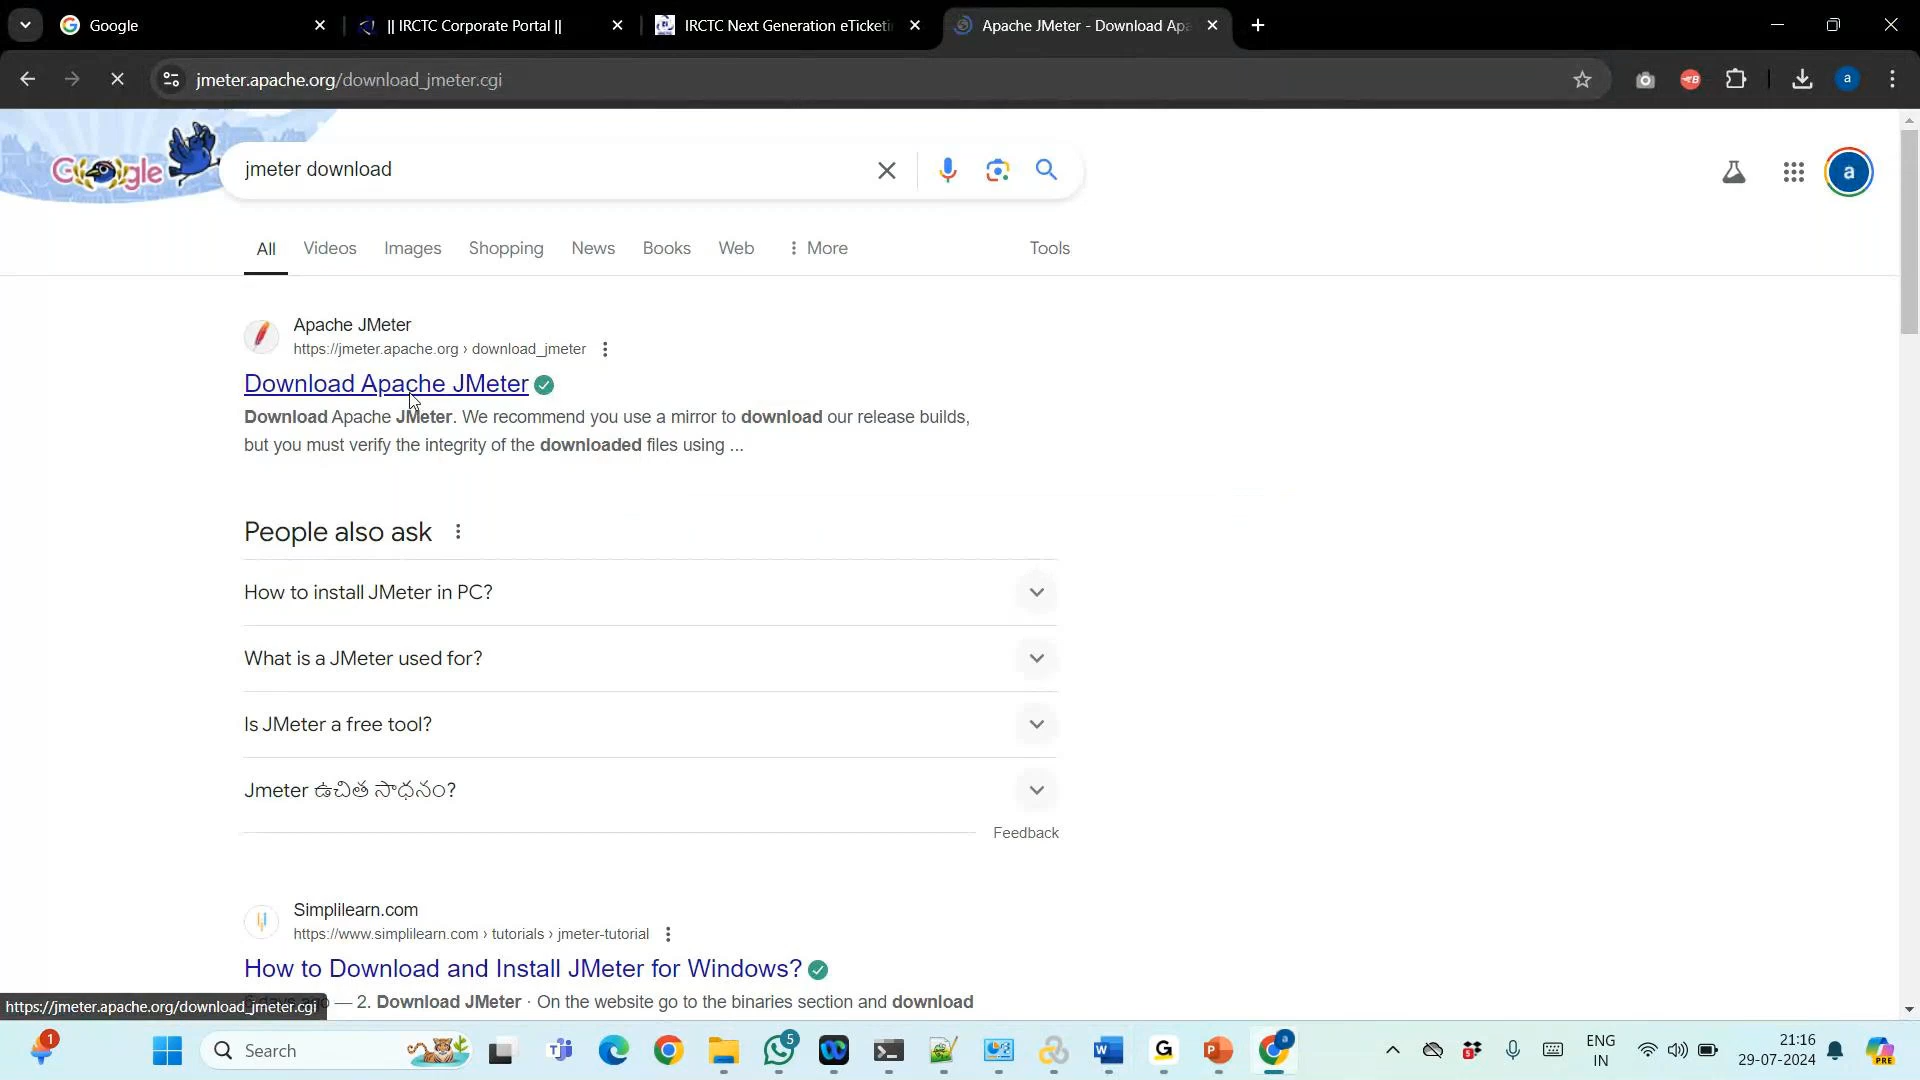 Google
|| IRCTC Corporate Portal ||
IRCTC Next Generation eTicketi
Apache JMeter - Download Apa
jmeter.apache.org/download_jmeter.cgi
a
Google
jmeter download
a
All
Videos
Images
Shopping
News
Books
Web
More
Tools
Apache JMeter
https://jmeter.apache.org › download_jmeter
Download Apache JMeter
Download Apache JMeter. We recommend you use a mirror to download our release builds,
but you must verify the integrity of the downloaded files using ...
People also ask
How to install JMeter in PC?
What is a JMeter used for?
Is JMeter a free tool?
Jmeter ఉచిత సాధనం?
Feedback
Simplilearn.com
https://www.simplilearn.com › tutorials › jmeter-tutorial
How to Download and Install JMeter for Windows?
— 2. Download JMeter · On the website go to the binaries section and download
https://jmeter.apache.org/download_jmeter.cgi
1
Search
5
W
G
P
a
5
ENG
IN
21:16
29-07-2024
PRE